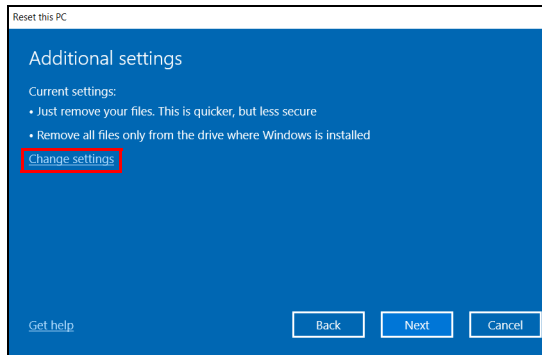 Reset this PC
Additional settings
Current settings:
• Just remove your files. This is quicker, but less secure
• Remove all files only from the drive where Windows is installed
Change settings
Get help
Back
Next
Cancel